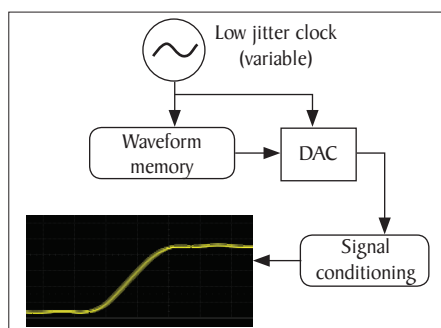 Low jitter clock
(variable)
Waveform
memory
DAC
Signal
conditioning